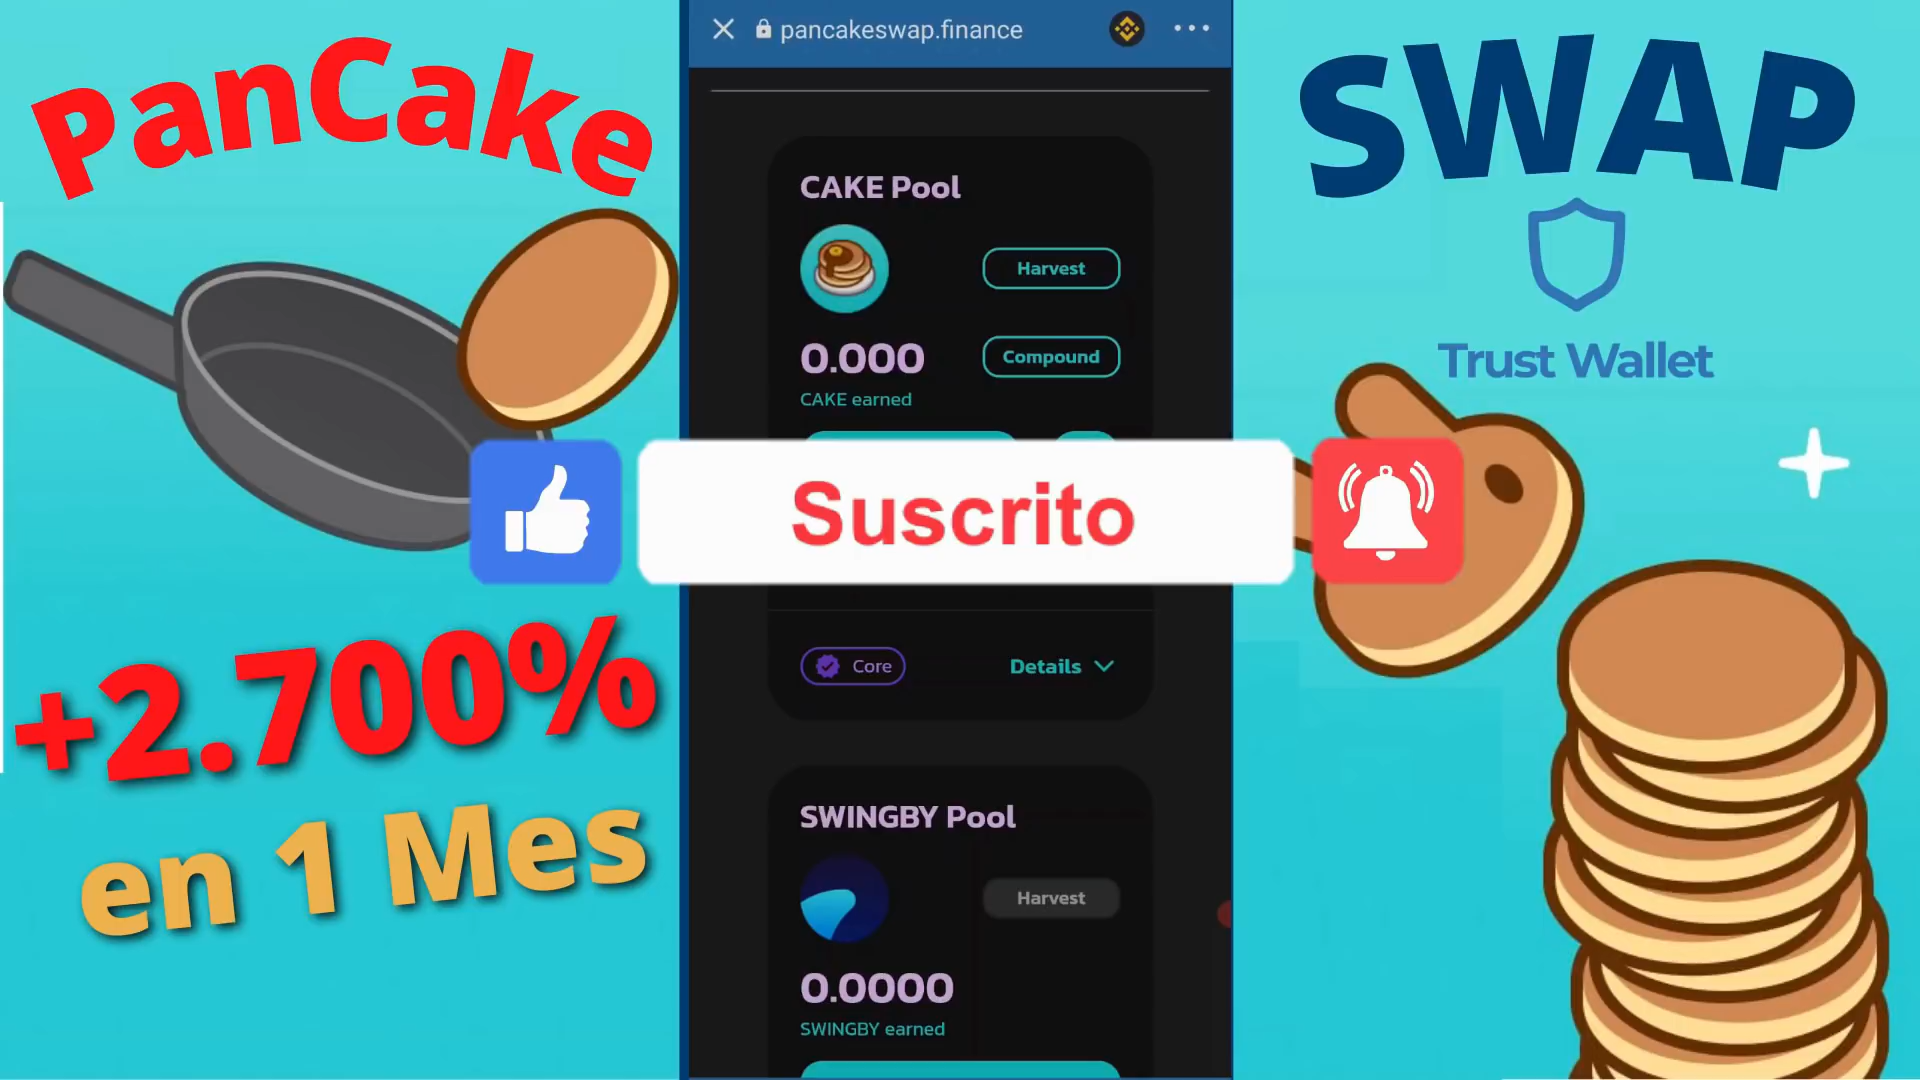 PanCake
SWAP
Trust Wallet
+2.700%
en 1 Mes
pancakeswap.finance
CAKE Pool
Harvest
0.000
Compound
CAKE earned
Suscrito
Core
Details
SWINGBY Pool
Harvest
0.0000
SWINGBY earned